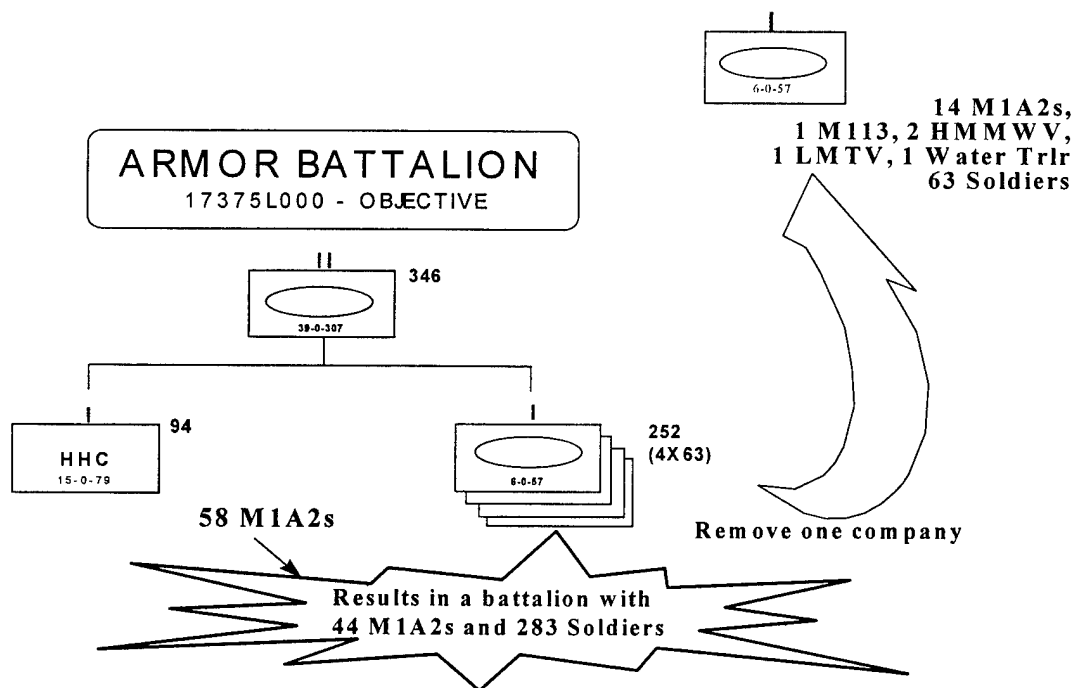 6-0-57
14 M1A2s,
1 M113, 2 HMMWV,
1 LMTV, 1 Water Trlr
63 Soldiers
ARMOR BATTALION
17375L000 - OBJECTIVE
II
346
39-0-307
I
94
HHC
15-0-79
I
252
(4X63)
6-0-57
58 M1A2s
Remove one company
Results in a battalion with
44 M1A2s and 283 Soldiers